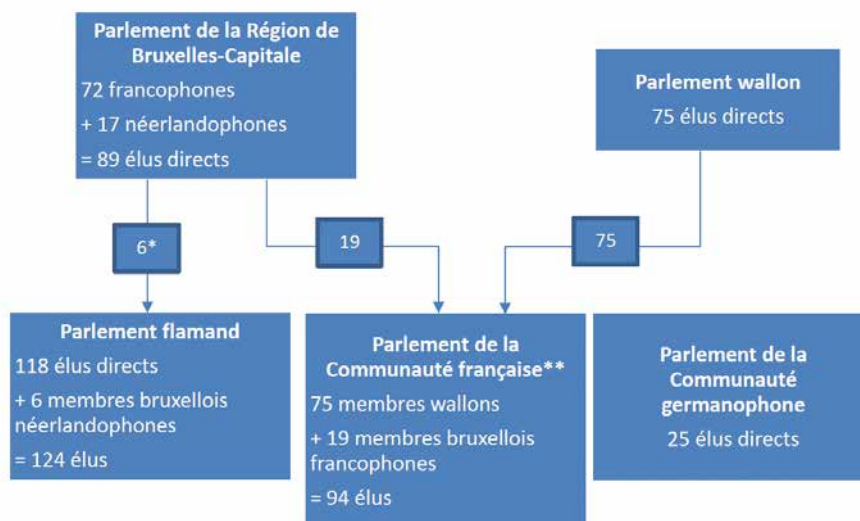 Parlement de la Région de
Bruxelles-Capitale
72 francophones
+ 17 néerlandophones
= 89 élus directs
Parlement wallon
75 élus directs
6*
19
75
Parlement flamand
118 élus directs
+ 6 membres bruxellois
néerlandophones
= 124 élus
Parlement de la
Communauté française**
75 membres wallons
+ 19 membres bruxellois
francophones
= 94 élus
Parlement de la
Communauté
germanophone
25 élus directs